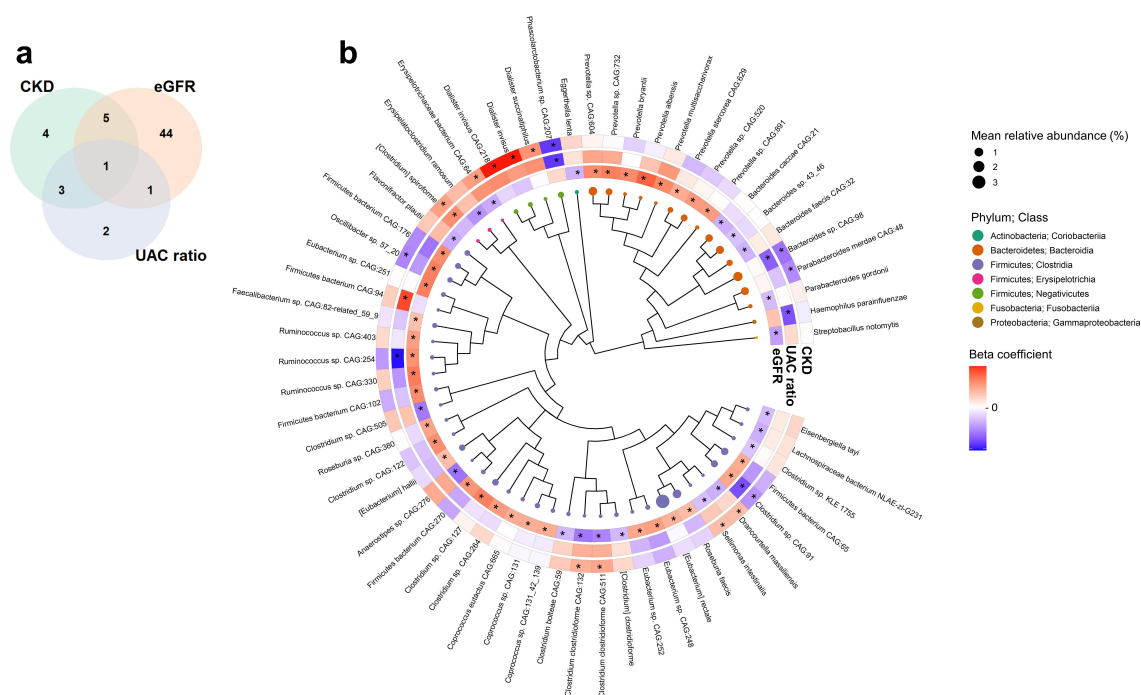 a
CKD
eGFR
UAC ratio
4
5
44
1
3
1
2
b
Firmicutes bacterium CAG:176
Flavonifractor plautii
[Clostridium] spiroforme
Erysipelatoclostridium ramosum
Erysipelotrichaceae bacterium CAG:64
Dialister invisus CAG:218
Dialister invisus
Dialister succinatiphilus
Phascolarctobacterium sp. CAG:207
Eggerthella lenta
Prevotella sp. CAG:604
Prevotella sp. CAG:732
Prevotella bryantii
Prevotella albensis
Prevotella multisaccharivorax
Prevotella stercorea CAG:629
Prevotella sp. CAG:520
Prevotella sp. CAG:891
Bacteroides caccae CAG:21
Bacteroides sp. 43_46
Bacteroides faecis CAG:32
Bacteroides sp. CAG:98
Parabacteroides merdae CAG:48
Parabacteroides gordonii
Haemophilus parainfluenzae
Streptobacillus notomytis
eGFR
UAC ratio
CKD
Eisenbergiella tayi
Lachnospiraceae bacterium NLAE-zl-G231
Clostridium sp. KLE 1755
Firmicutes bacterium CAG:65
Clostridium sp. CAG:91
Drancourtella massiliensis
Sellimonas intestinalis
Roseburia faecis
[Eubacterium] rectale
Eubacterium sp. CAG:248
Eubacterium sp. CAG:252
[Clostridium] clostridioforme
Clostridium clostridioforme CAG:511
Clostridium clostridioforme CAG:132
Clostridium bolteae CAG:59
Coprococcus sp. CAG:131_42_139
Coprococcus sp. CAG:131
Coprococcus eutactus CAG:665
Clostridium sp. CAG:264
Clostridium sp. CAG:127
Firmicutes bacterium CAG:270
Anaerostipes sp. CAG:276
[Eubacterium] hallii
Clostridium sp. CAG:122
Roseburia sp. CAG:380
Clostridium sp. CAG:505
Firmicutes bacterium CAG:102
Ruminococcus sp. CAG:330
Ruminococcus sp. CAG:254
Ruminococcus sp. CAG:403
Faecalibacterium sp. CAG:82-related_59_9
Firmicutes bacterium CAG:94
Eubacterium sp. CAG:251
Oscillibacter sp. 57_20
Mean relative abundance (%)
1
2
3
Phylum; Class
Actinobacteria; Coriobacteriia
Bacteroidetes; Bacteroidia
Firmicutes; Clostridia
Firmicutes; Erysipelotrichia
Firmicutes; Negativicutes
Fusobacteria; Fusobacteriia
Proteobacteria; Gammaproteobacteria
Beta coefficient
0